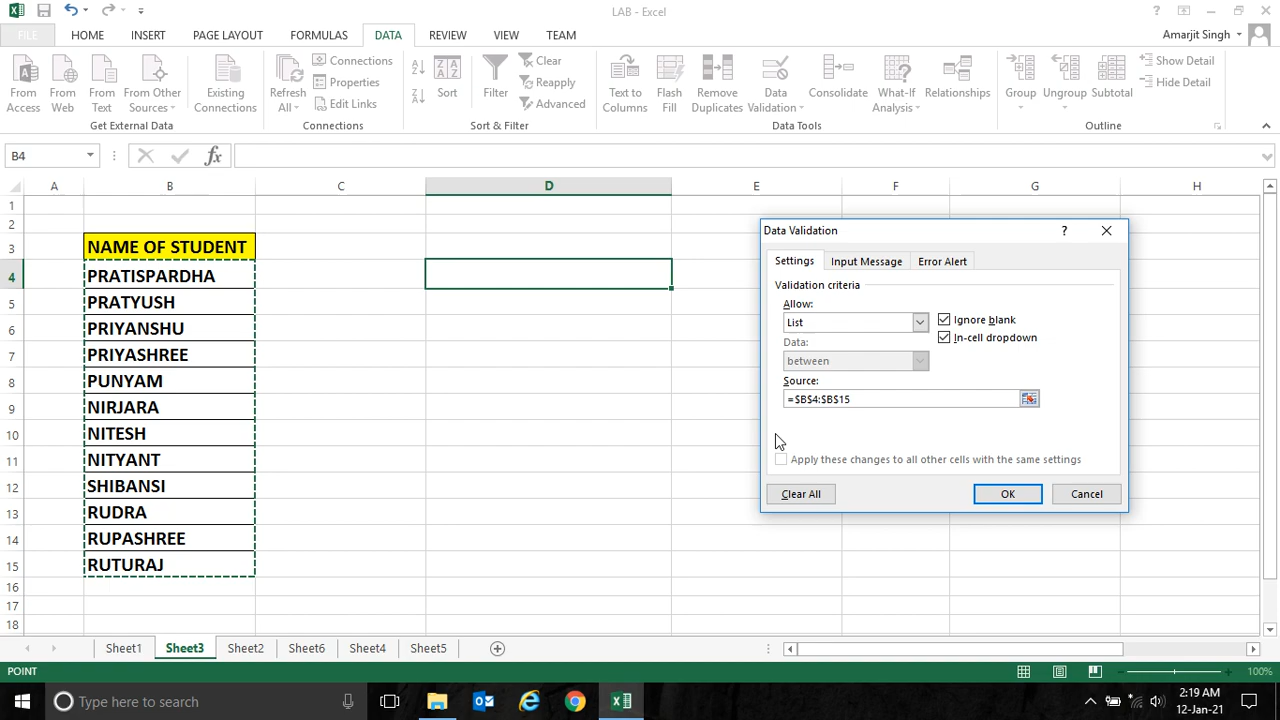 LAB - Excel
FILE HOME INSERT PAGE LAYOUT FORMULAS DATA REVIEW VIEW TEAM Amarjit Singh
From Access
From Web
From Text
From Other Sources
Existing Connections
Get External Data
Refresh All
Connections
Properties
Edit Links
Connections
Sort
Filter
Clear
Reapply
Advanced
Sort & Filter
Text to Columns
Flash Fill
Remove Duplicates
Data Validation
Consolidate
What-If Analysis
Relationships
Data Tools
Group
Ungroup
Subtotal
Show Detail
Hide Detail
Outline
B4 fx
A B C D E F G H
1
2
3 NAME OF STUDENT
4 PRATISPARDHA
5 PRATYUSH
6 PRIYANSHU
7 PRIYASHREE
8 PUNYAM
9 NIRJARA
10 NITESH
11 NITYANT
12 SHIBANSI
13 RUDRA
14 RUPASHREE
15 RUTURAJ
16
17
18
Data Validation ?
Settings Input Message Error Alert
Validation criteria
Allow:
List Ignore blank
In-cell dropdown
Data:
between
Source:
=$B$4:$B$15
Apply these changes to all other cells with the same settings
Clear All OK Cancel
Sheet1 Sheet3 Sheet2 Sheet6 Sheet4 Sheet5
POINT 100%
Type here to search
2:19 AM
12-Jan-21